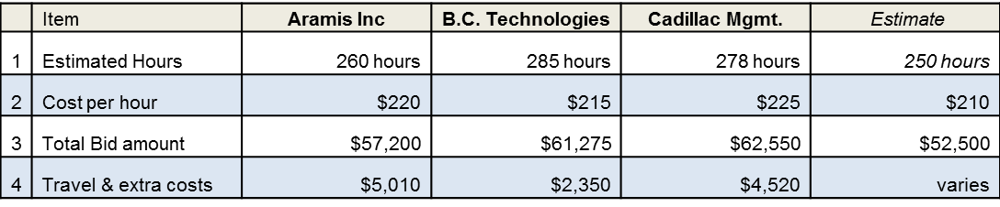 Item Aramis Inc B.C. Technologies Cadillac Mgmt. Estimate
1 Estimated Hours 260 hours 285 hours 278 hours 250 hours
2 Cost per hour $220 $215 $225 $210
3 Total Bid amount $57,200 $61,275 $62,550 $52,500
4 Travel & extra costs $5,010 $2,350 $4,520 varies